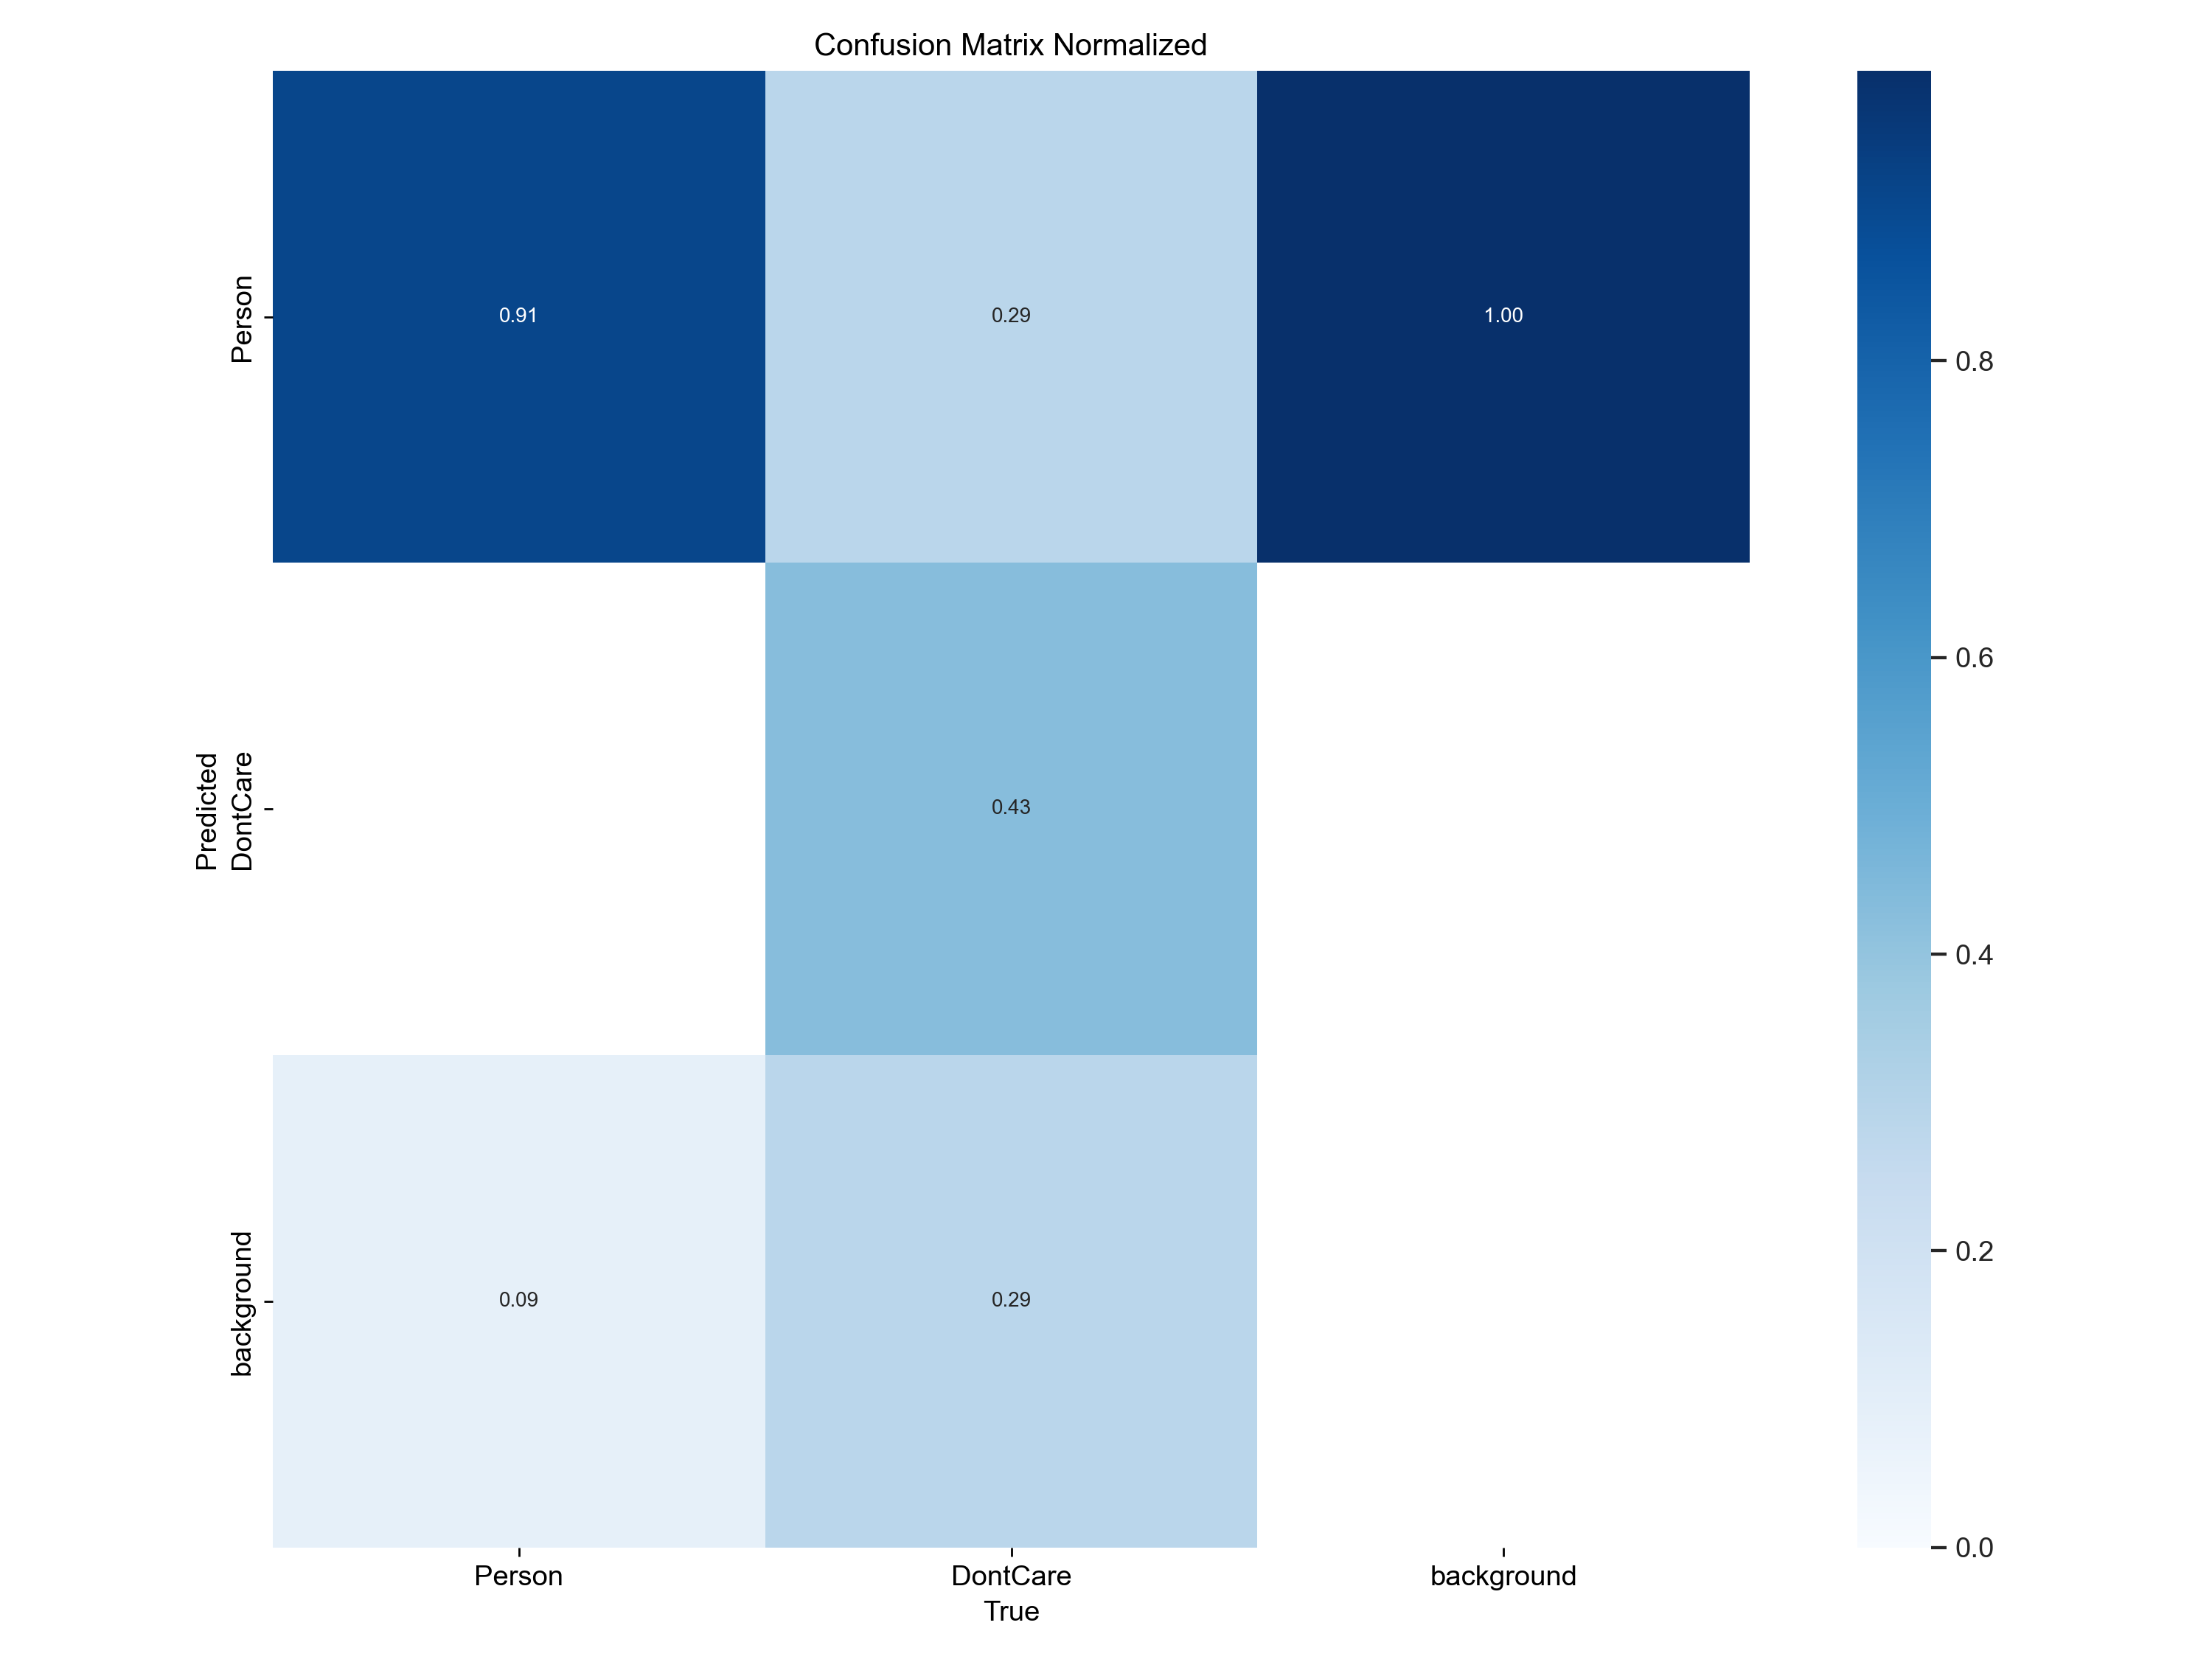 Confusion Matrix Normalized
Person
0.91
0.29
1.00
0.8
0.6
Predicted
DontCare
0.43
0.4
background
0.09
0.29
0.2
0.0
Person
DontCare
background
True